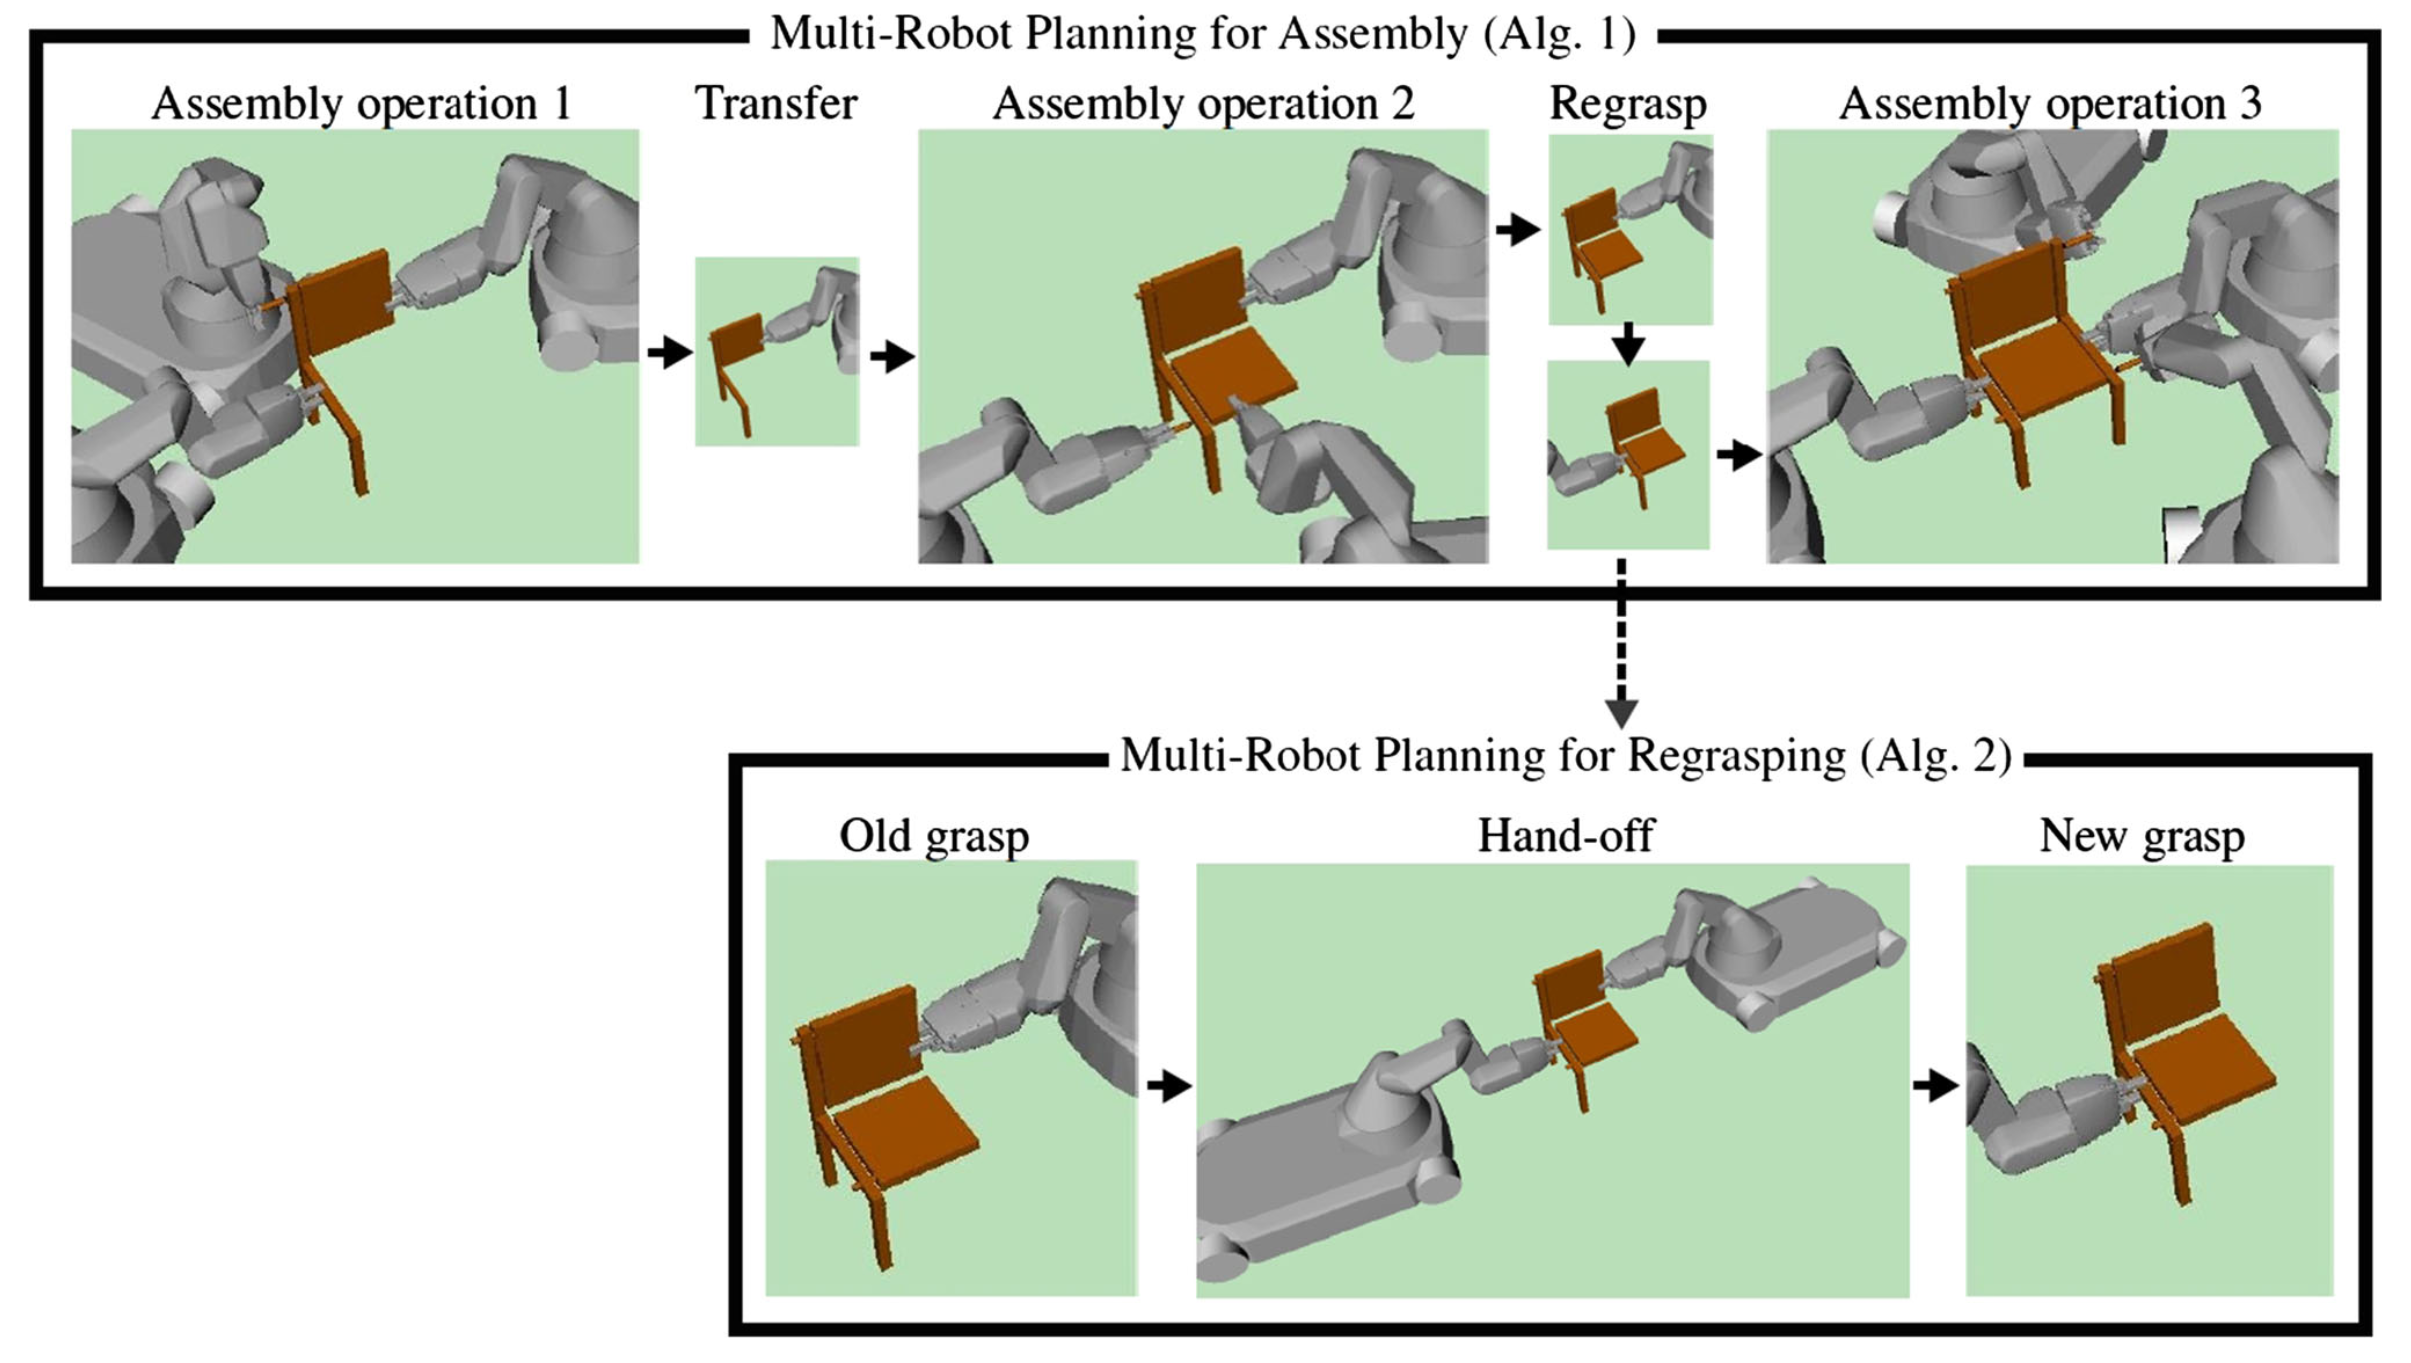 Multi-Robot Planning for Assembly (Alg. 1)
Assembly operation 1
Transfer
Assembly operation 2
Regrasp
Assembly operation 3
Multi-Robot Planning for Regrasping (Alg. 2)
Old grasp
Hand-off
New grasp